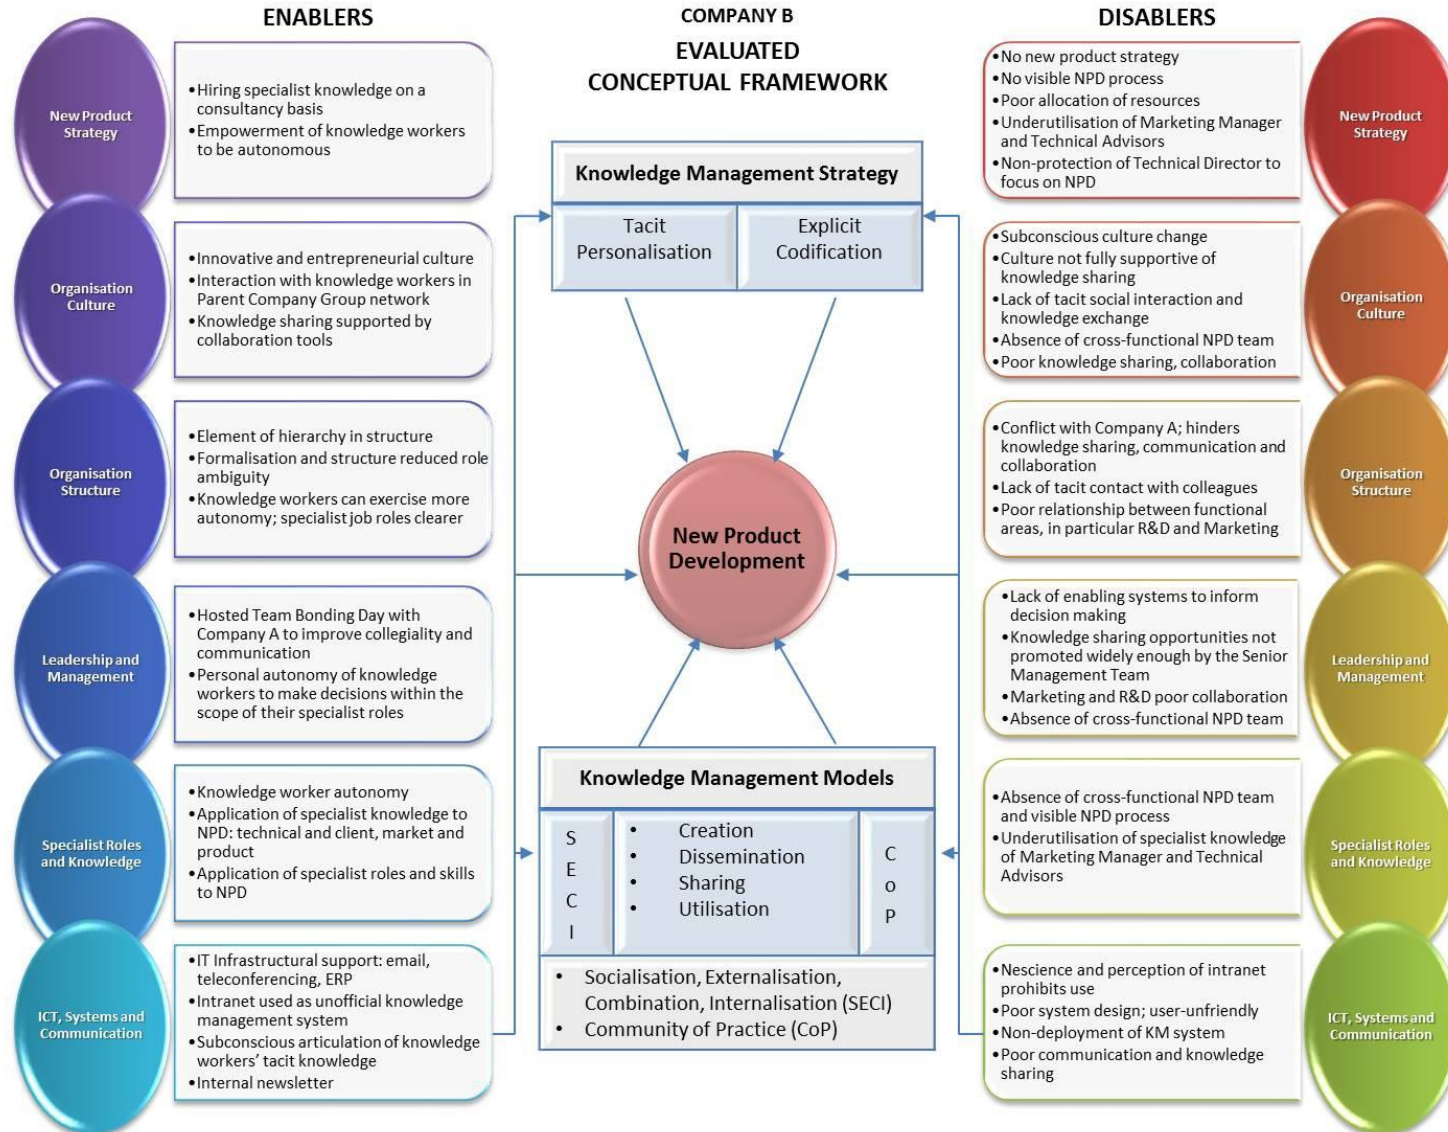 ENABLERS
COMPANY B
EVALUATED
CONCEPTUAL FRAMEWORK
DISABLERS
New Product
Strategy
•Hiring specialist knowledge on a
consultancy basis
•Empowerment of knowledge workers
to be autonomous
Organisation
Culture
•Innovative and entrepreneurial culture
•Interaction with knowledge workers in
Parent Company Group network
•Knowledge sharing supported by
collaboration tools
Organisation
Structure
•Element of hierarchy in structure
•Formalisation and structure reduced role
ambiguity
•Knowledge workers can exercise more
autonomy; specialist job roles clearer
Leadership and
Management
•Hosted Team Bonding Day with
Company A to improve collegiality and
communication
•Personal autonomy of knowledge
workers to make decisions within the
scope of their specialist roles
Specialist Roles
and Knowledge
•Knowledge worker autonomy
•Application of specialist knowledge to
NPD: technical and client, market and
product
•Application of specialist roles and skills
to NPD
ICT, Systems and
Communication
•IT Infrastructural support: email,
teleconferencing, ERP
•Intranet used as unofficial knowledge
management system
•Subconscious articulation of knowledge
workers’ tacit knowledge
•Internal newsletter
Knowledge Management Strategy
Tacit
Personalisation
Explicit
Codification
New Product
Development
Knowledge Management Models
S
E
C
I
• Creation
• Dissemination
• Sharing
• Utilisation
C
o
P
• Socialisation, Externalisation,
Combination, Internalisation (SECI)
• Community of Practice (CoP)
•No new product strategy
•No visible NPD process
•Poor allocation of resources
•Underutilisation of Marketing Manager
and Technical Advisors
•Non-protection of Technical Director to
focus on NPD
New Product
Strategy
•Subconscious culture change
•Culture not fully supportive of
knowledge sharing
•Lack of tacit social interaction and
knowledge exchange
•Absence of cross-functional NPD team
•Poor knowledge sharing, collaboration
Organisation
Culture
•Conflict with Company A; hinders
knowledge sharing, communication and
collaboration
•Lack of tacit contact with colleagues
•Poor relationship between functional
areas, in particular R&D and Marketing
Organisation
Structure
•Lack of enabling systems to inform
decision making
•Knowledge sharing opportunities not
promoted widely enough by the Senior
Management Team
•Marketing and R&D poor collaboration
•Absence of cross-functional NPD team
Leadership and
Management
•Absence of cross-functional NPD team
and visible NPD process
•Underutilisation of specialist knowledge
of Marketing Manager and Technical
Advisors
Specialist Roles
and Knowledge
•Nescience and perception of intranet
prohibits use
•Poor system design; user-unfriendly
•Non-deployment of KM system
•Poor communication and knowledge
sharing
ICT, Systems and
Communication